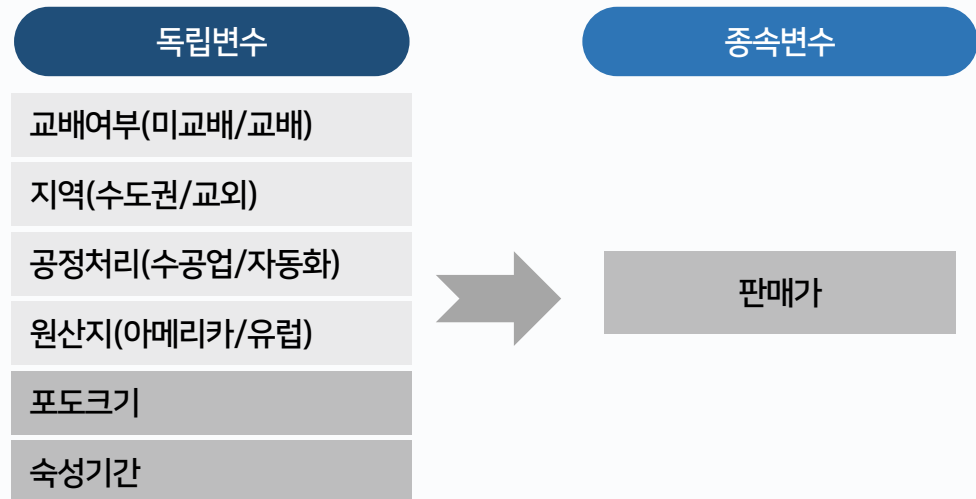 독립변수
종속변수
교배여부(미교배/교배)
지역(수도권/교외)
공정처리(수공업/자동화)
원산지(아메리카/유럽)
포도크기
숙성기간
판매가